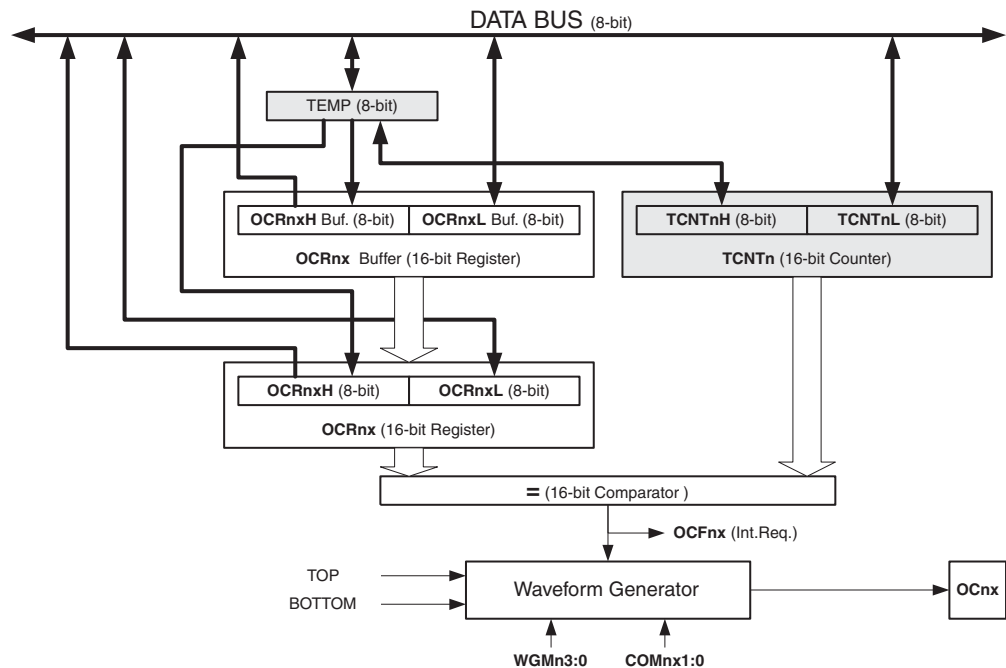 DATA BUS (8-bit)
TEMP (8-bit)
OCRnxH Buf. (8-bit)
OCRnxL Buf. (8-bit)
OCRnx Buffer (16-bit Register)
TCNTnH (8-bit)
TCNTnL (8-bit)
TCNTn (16-bit Counter)
OCRnxH (8-bit)
OCRnxL (8-bit)
OCRnx (16-bit Register)
= (16-bit Comparator )
OCFnx (Int.Req.)
TOP
BOTTOM
Waveform Generator
OCnx
WGMn3:0
COMnx1:0